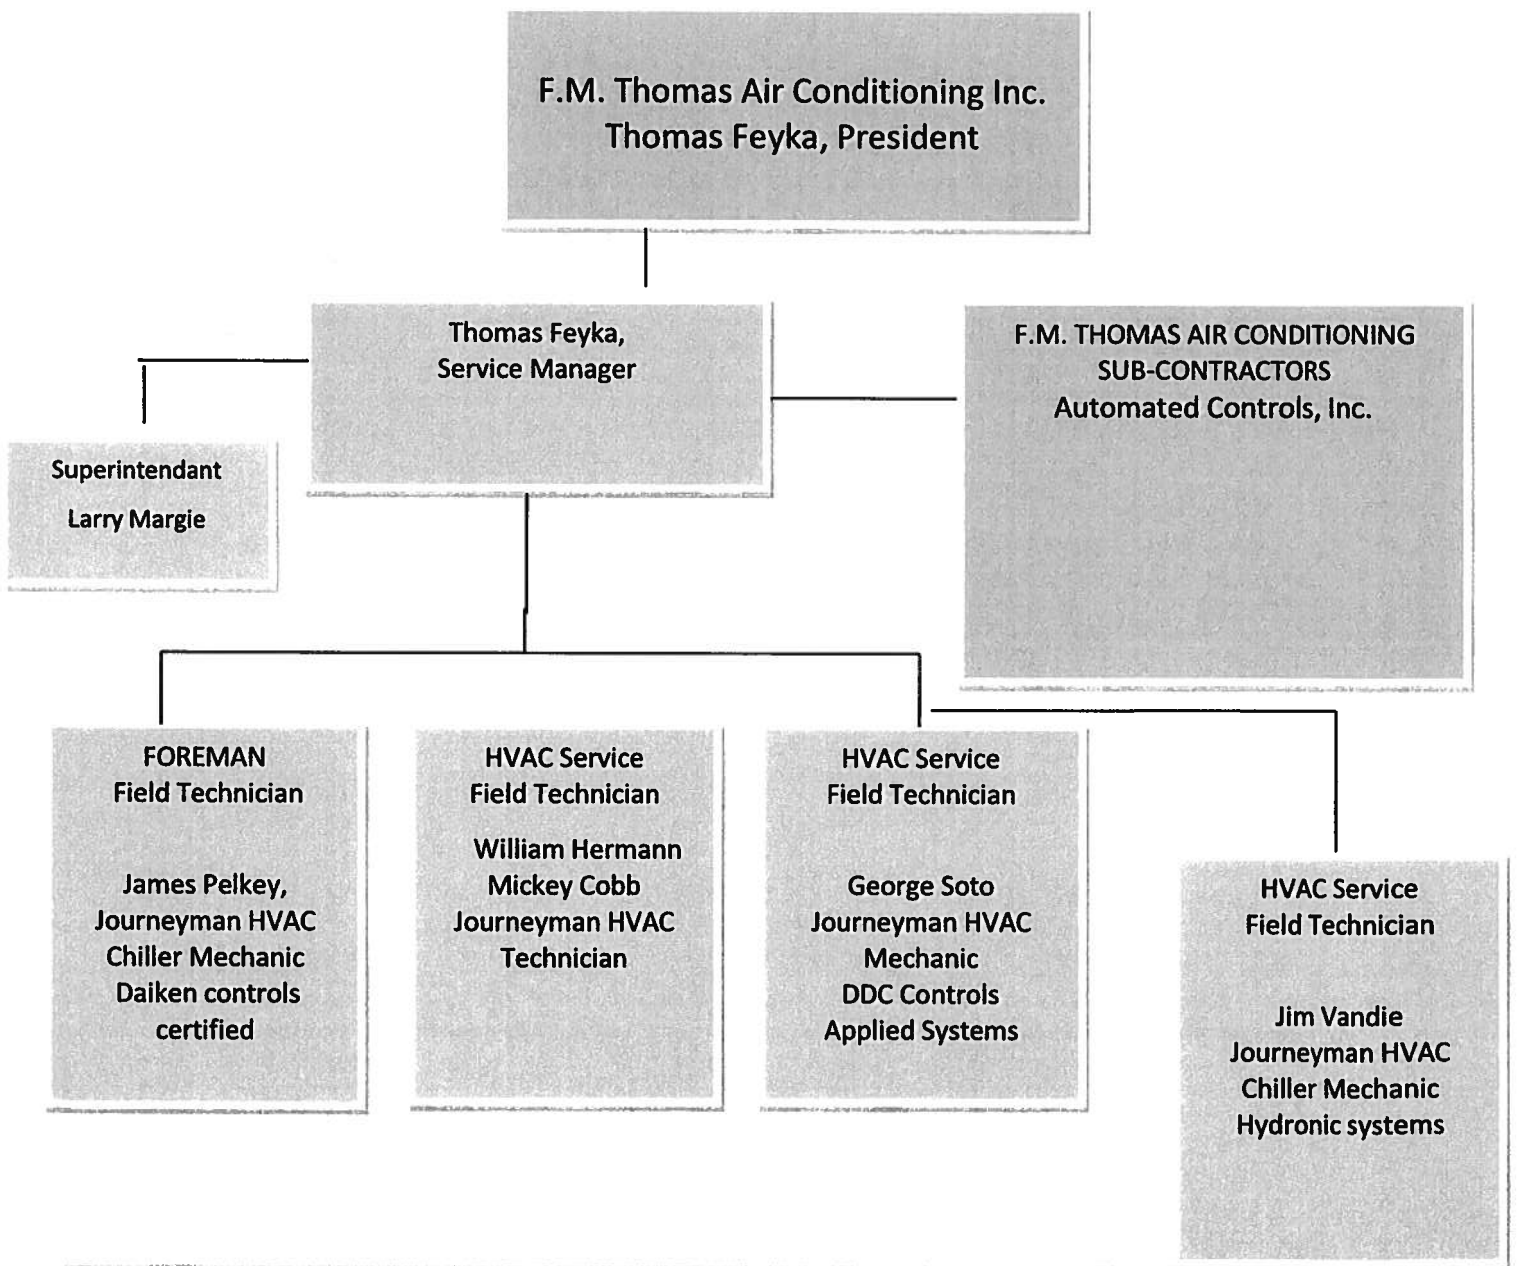 F.M. Thomas Air Conditioning Inc.
Thomas Feyka, President
Thomas Feyka,
Service Manager
F.M. THOMAS AIR CONDITIONING
SUB-CONTRACTORS
Automated Controls, Inc.
Superintendant
Larry Margie
FOREMAN
Field Technician
James Pelkey,
Journeyman HVAC
Chiller Mechanic
Daiken controls
certified
HVAC Service
Field Technician
William Hermann
Mickey Cobb
Journeyman HVAC
Technician
HVAC Service
Field Technician
George Soto
Journeyman HVAC
Mechanic
DDC Controls
Applied Systems
HVAC Service
Field Technician
Jim Vandie
Journeyman HVAC
Chiller Mechanic
Hydronic systems